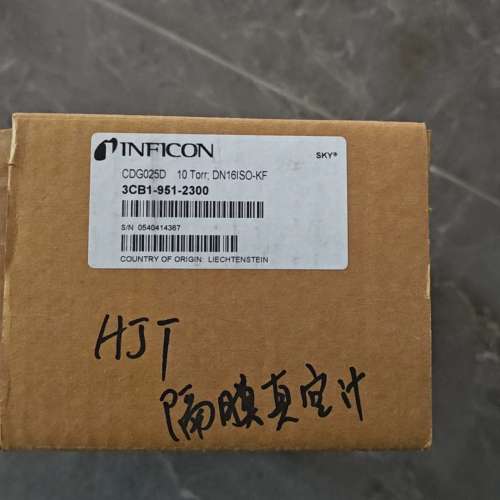 INFICON
SKY®
CDG025D 10 Torr; DN16ISO-KF
3CB1-951-2300
S/N 0540414367
COUNTRY OF ORIGIN: LIECHTENSTEIN
HJT
隔膜真空计